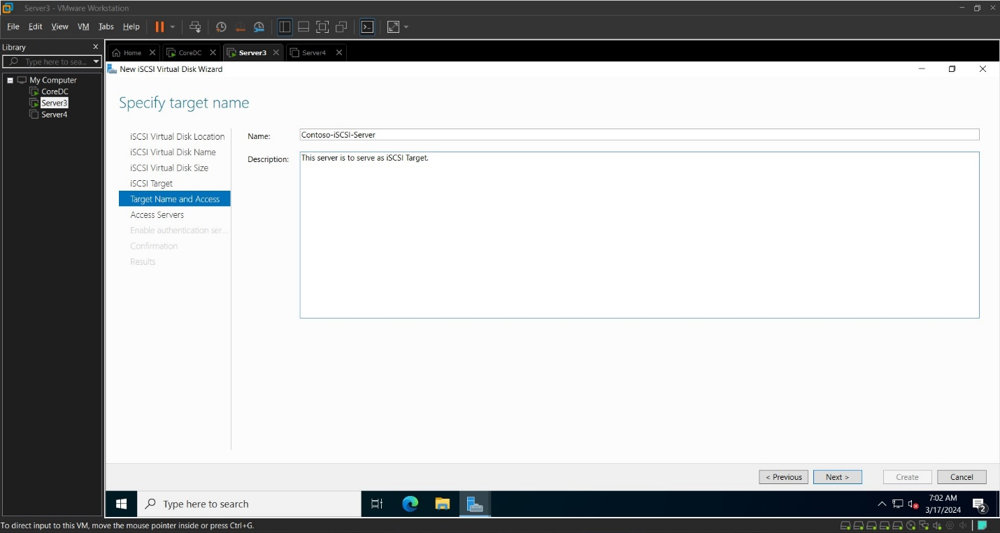 Server3 - VMware Workstation
File Edit View VM Tabs Help
Library
Type here to sea...
My Computer
CoreDC
Server3
Server4
Home CoreDC Server3 Server4
New iSCSI Virtual Disk Wizard
Specify target name
iSCSI Virtual Disk Location
iSCSI Virtual Disk Name
iSCSI Virtual Disk Size
iSCSI Target
Target Name and Access
Access Servers
Enable authentication ser...
Confirmation
Results
Name: Contoso-iSCSI-Server
Description: This server is to serve as iSCSI Target.
< Previous Next > Create Cancel
Type here to search
7:02 AM
3/17/2024
2
To direct input to this VM, move the mouse pointer inside or press Ctrl+G.